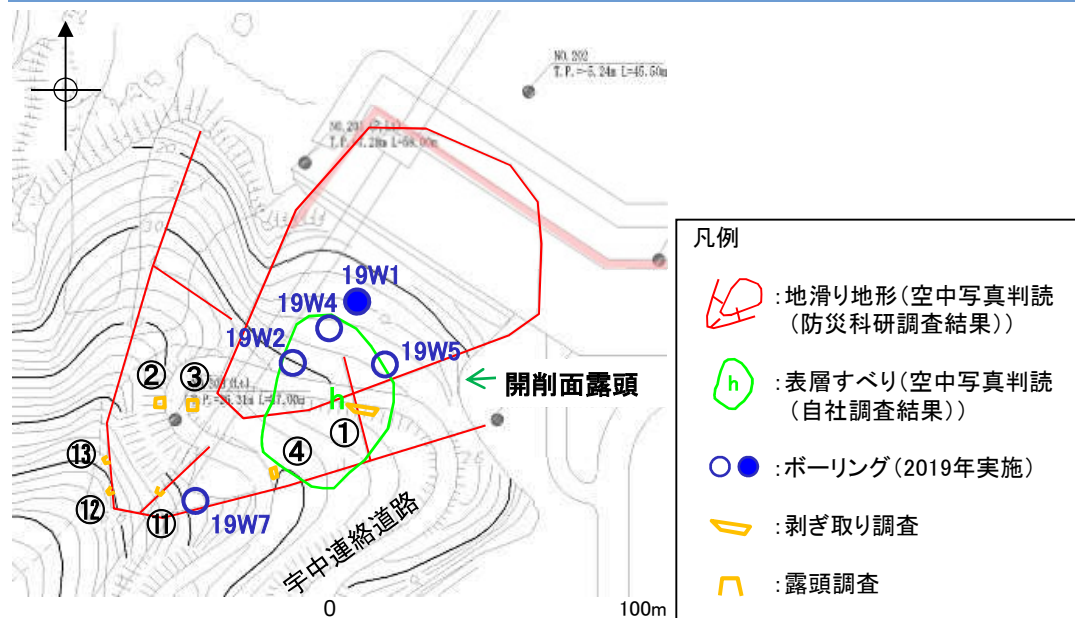 NO.202
T.P.=-5.24m L=45.50m
20
30
19W1
19W4
19W2
19W5
開削面露頭
②
③
h
①
④
⑬
⑫
⑪
19W7
26
宇中連絡道路
0
100m
凡例
:地滑り地形(空中写真判読
(防災科研調査結果))
h
:表層すべり(空中写真判読
(自社調査結果))
:ボーリング(2019年実施)
:剥ぎ取り調査
:露頭調査